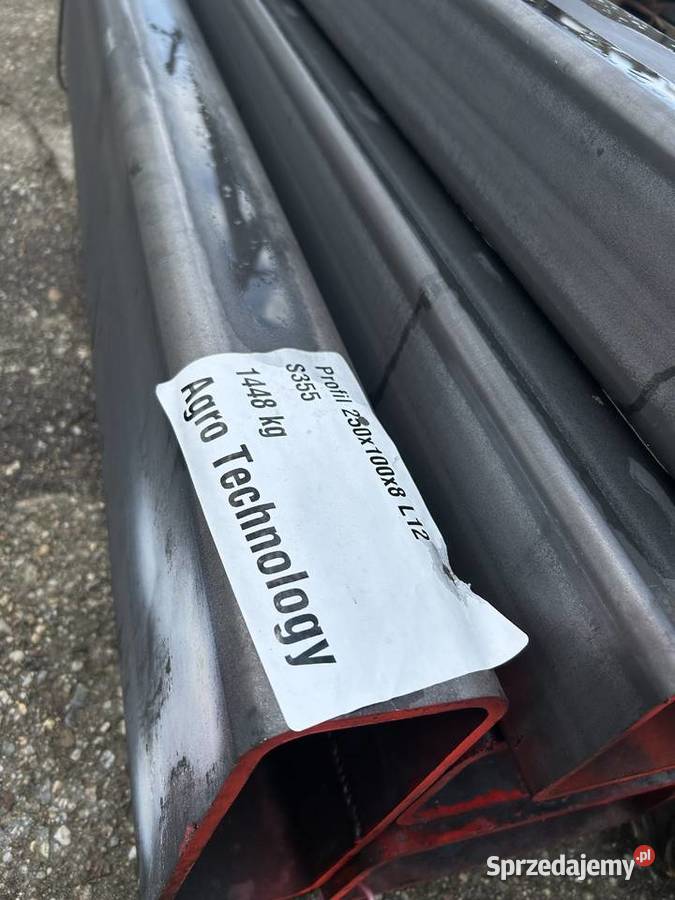 Profil 250x100x8 L12
S355
1448 kg
Agro Technology
Sprzedajemy.pl